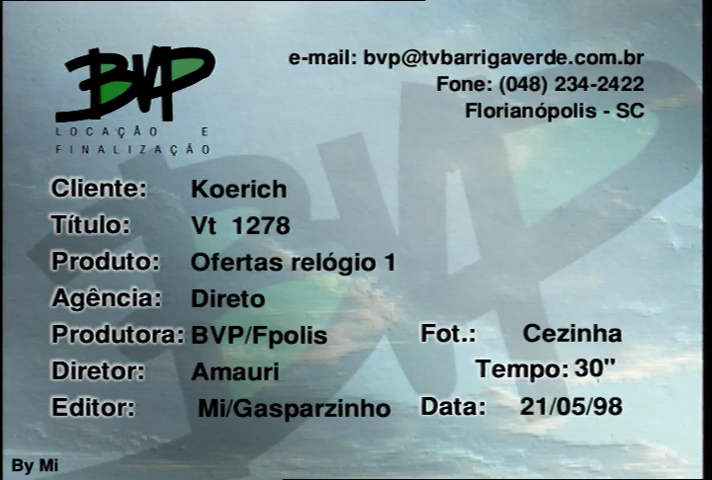 BVP
LOCAÇÃO E
FINALIZAÇÃO
e-mail: bvp@tvbarrigaverde.com.br
Fone: (048) 234-2422
Florianópolis - SC
Cliente: Koerich
Título: Vt 1278
Produto: Ofertas relógio 1
Agência: Direto
Produtora: BVP/Fpolis Fot.: Cezinha
Diretor: Amauri Tempo: 30"
Editor: Mi/Gasparzinho Data: 21/05/98
By Mi